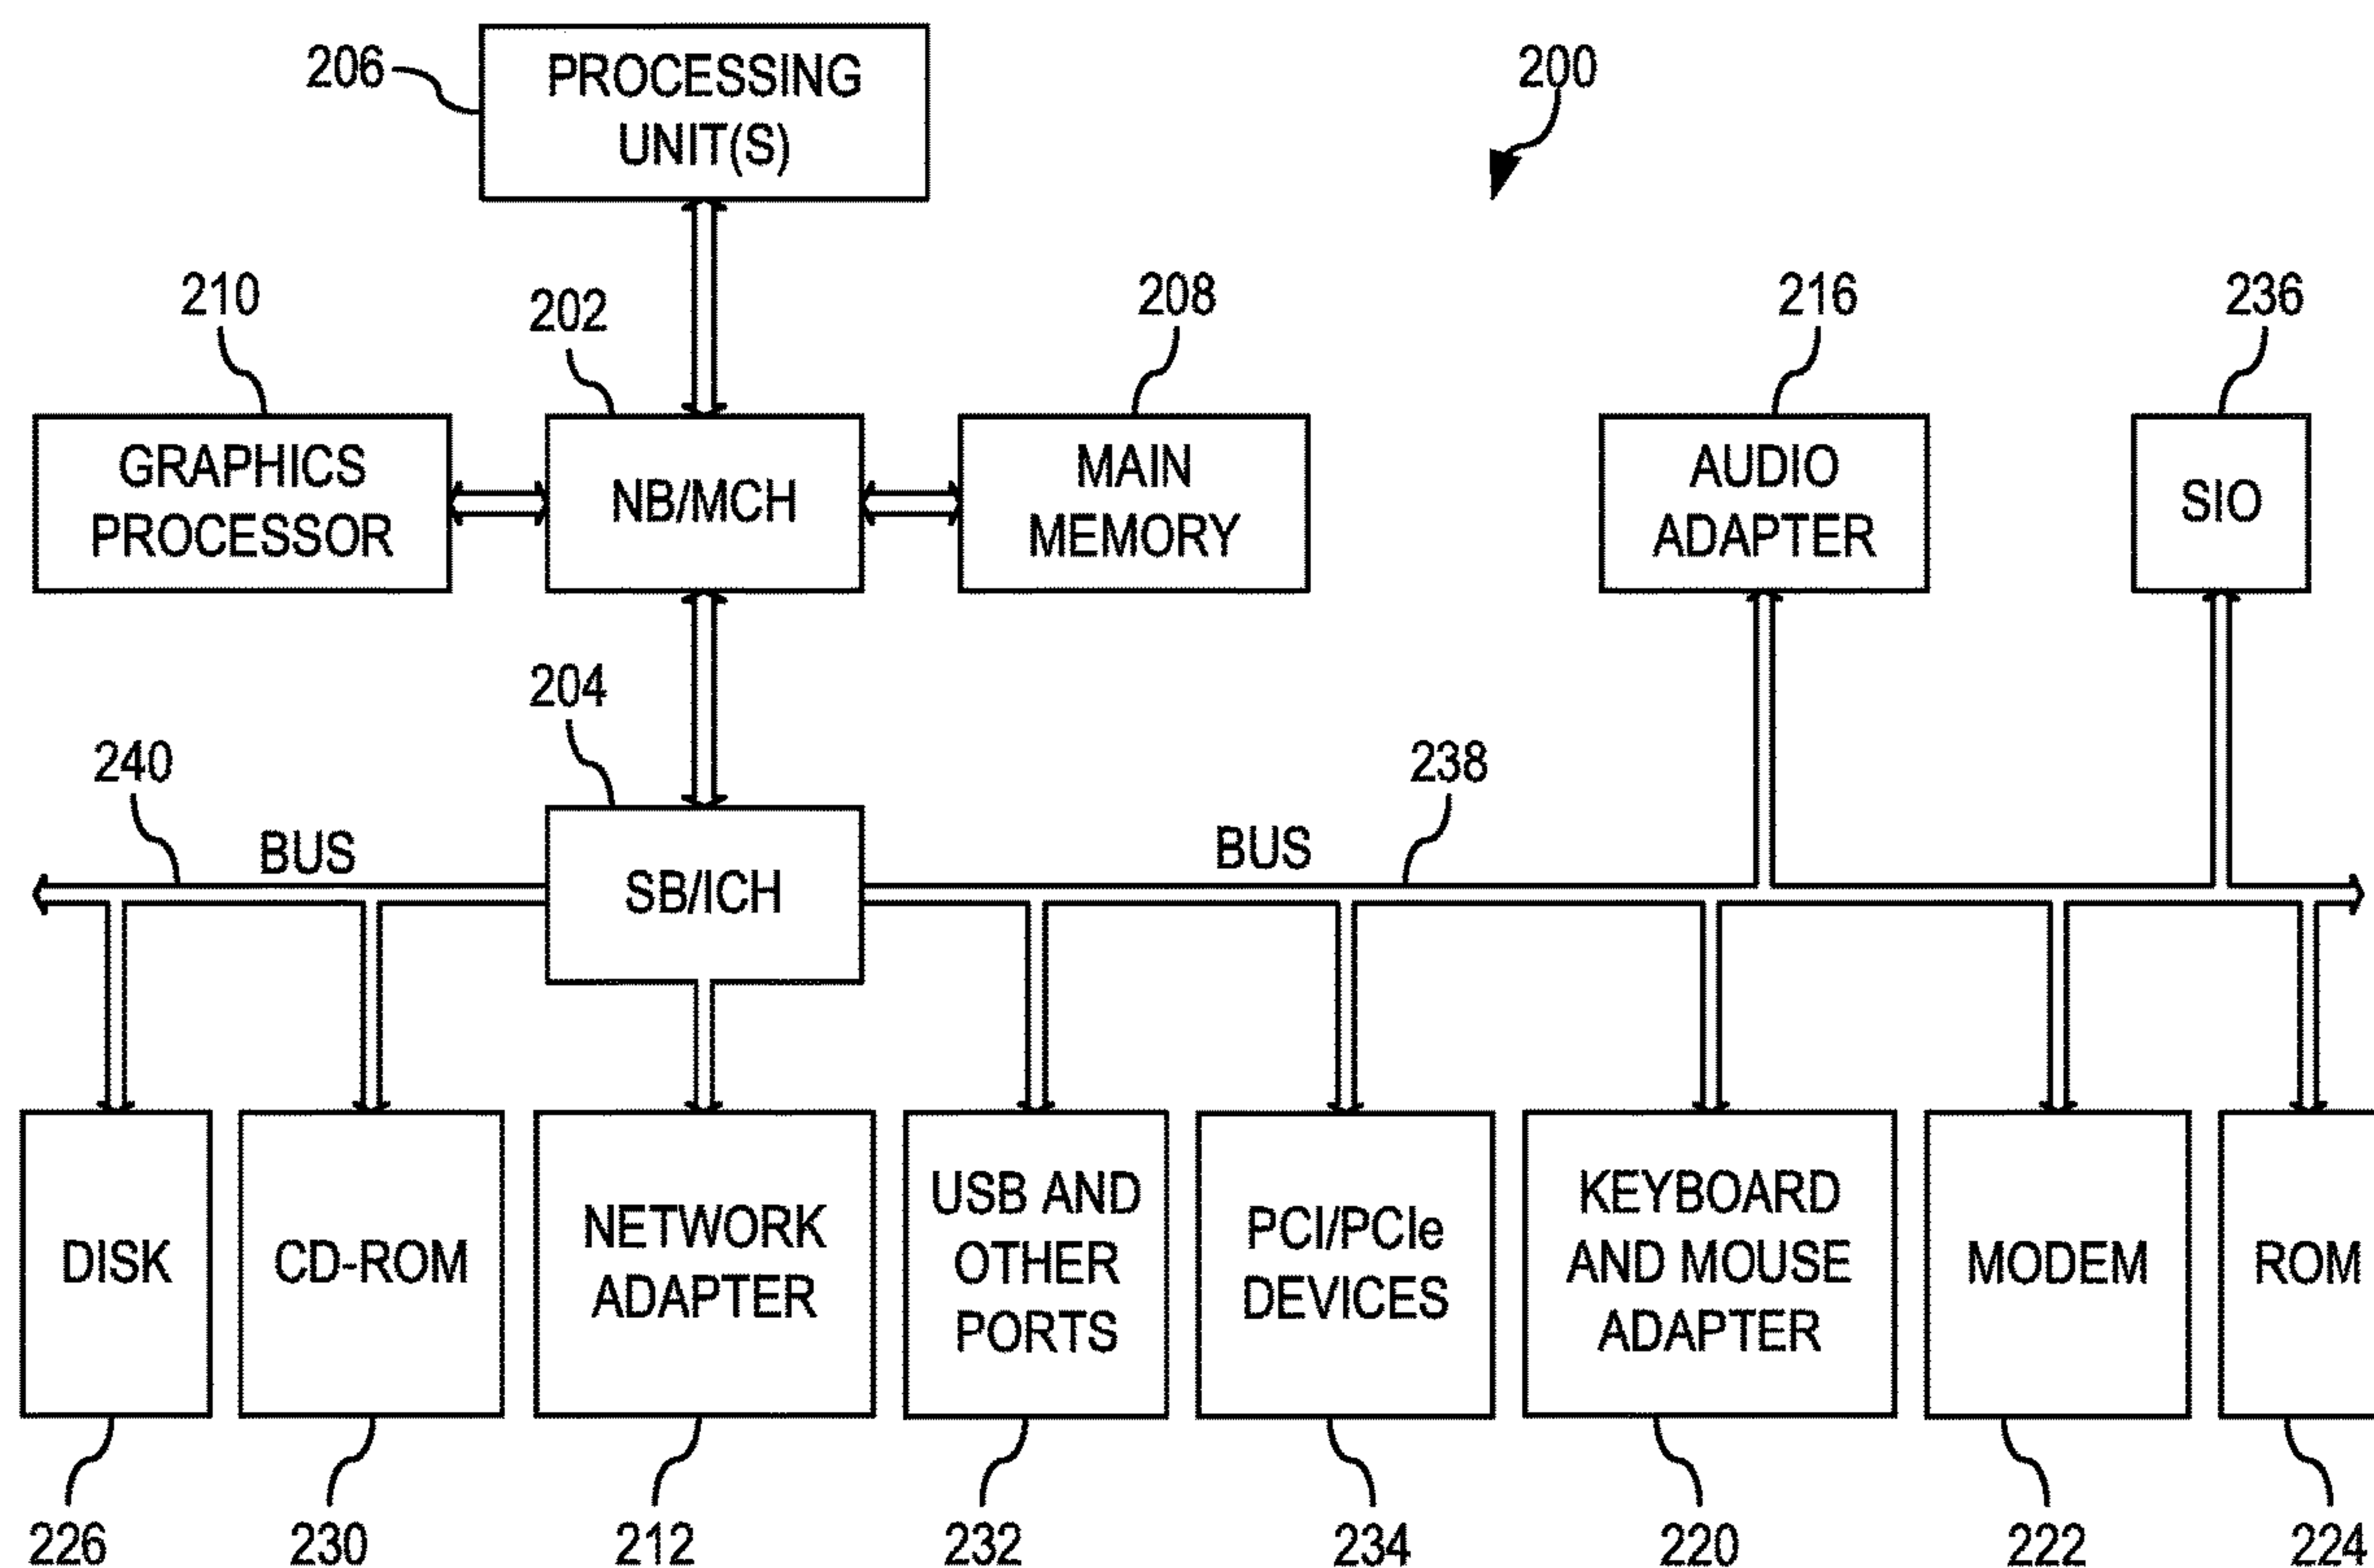 206
PROCESSING
UNIT(S)
200
210
202
208
216
236
GRAPHICS
PROCESSOR
NB/MCH
MAIN
MEMORY
AUDIO
ADAPTER
SIO
204
240
238
BUS
SB/ICH
BUS
DISK
CD-ROM
NETWORK
ADAPTER
USB AND
OTHER
PORTS
PCI/PCIe
DEVICES
KEYBOARD
AND MOUSE
ADAPTER
MODEM
ROM
226
230
212
232
234
220
222
224